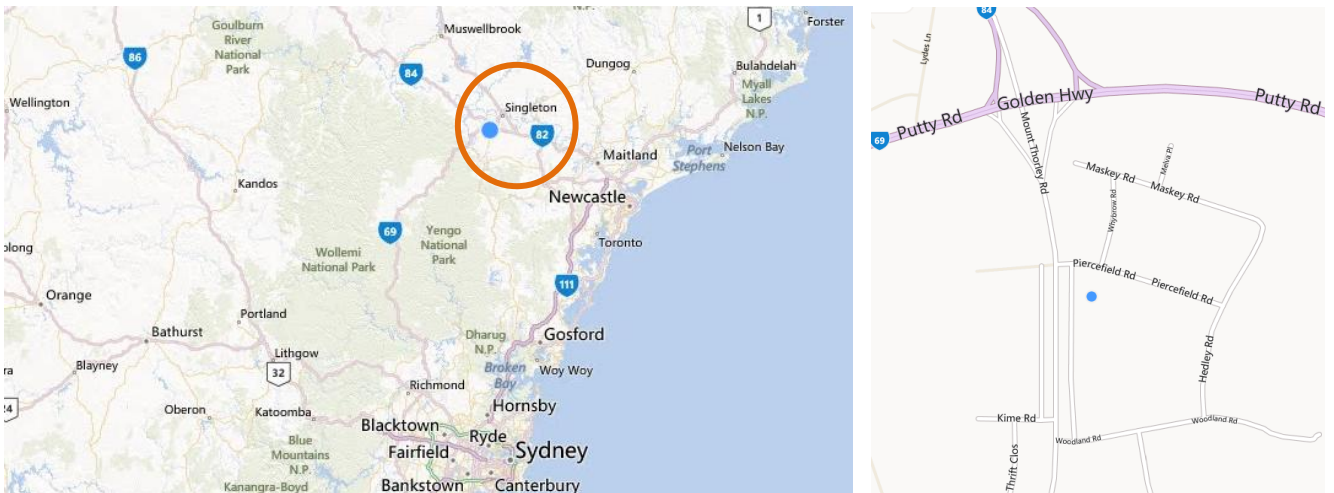 N.P.
1
Forster
Goulburn
River
National
Park
Muswellbrook
86
84
Dungog
Bulahdelah
Myall
Lakes
N.P.
Wellington
Singleton
82
Port
Stephens
Nelson Bay
Maitland
Kandos
Newcastle
69
Yengo
National
Park
Toronto
olong
Wollemi
National Park
111
Orange
Portland
Bathurst
Dharug
N.P.
Gosford
Lithgow
Broken
Bay
Woy Woy
Blayney
32
ra
Richmond
24
Oberon
Katoomba
Hornsby
Blacktown
Ryde
Blue
Mountains
N.P.
Fairfield
Sydney
Kanangra-Boyd
Bankstown
Canterbury
84
Lydes Ln
Golden Hwy
Putty Rd
Putty Rd
69
Mount Thorley Rd
Melva Pl
Maskey Rd
Maskey Rd
Whybrow Rd
Piercefield Rd
Piercefield Rd
Hedley Rd
Kime Rd
Woodland Rd
Woodland Rd
Thrift Clos